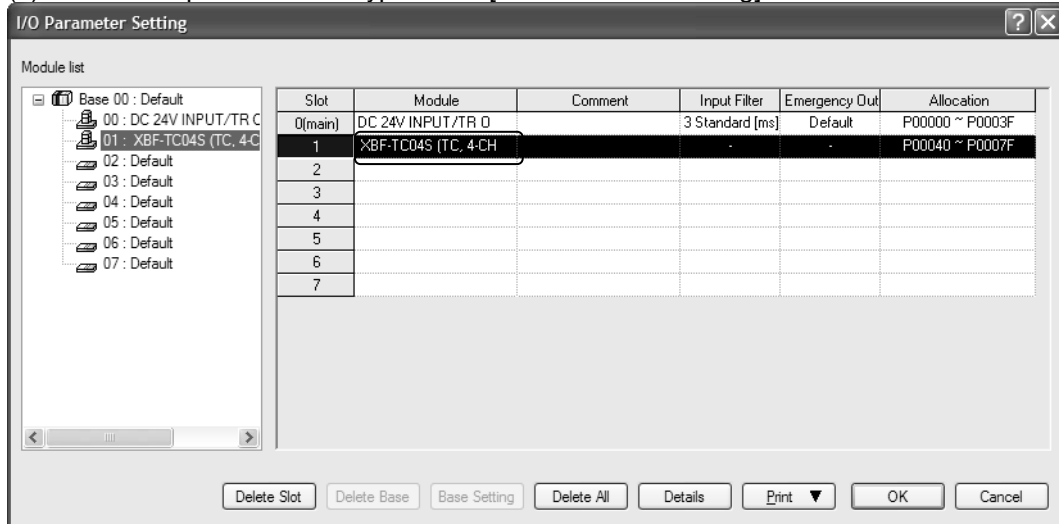 I/O Parameter Setting
Module list
Base 00 : Default
00 : DC 24V INPUT/TR C
01 : XBF-TC04S (TC, 4-C
02 : Default
03 : Default
04 : Default
05 : Default
06 : Default
07 : Default
Slot Module Comment Input Filter Emergency Out Allocation
0(main) DC 24V INPUT/TR O 3 Standard [ms] Default P00000 ~ P0003F
1 XBF-TC04S (TC, 4-CH - - P00040 ~ P0007F
2
3
4
5
6
7
Delete Slot Delete Base Base Setting Delete All Details Print ▼ OK Cancel